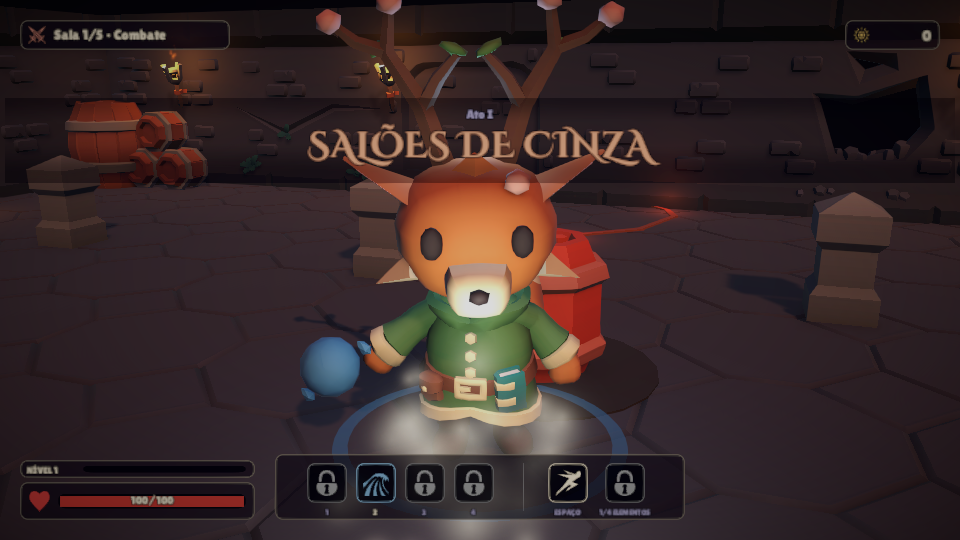 Sala 1/5 · Combate
0
Ato I
SALÕES DE CINZA
NÍVEL 1
100/100
1
2
3
4
ESPAÇO
1/4 ELEMENTOS